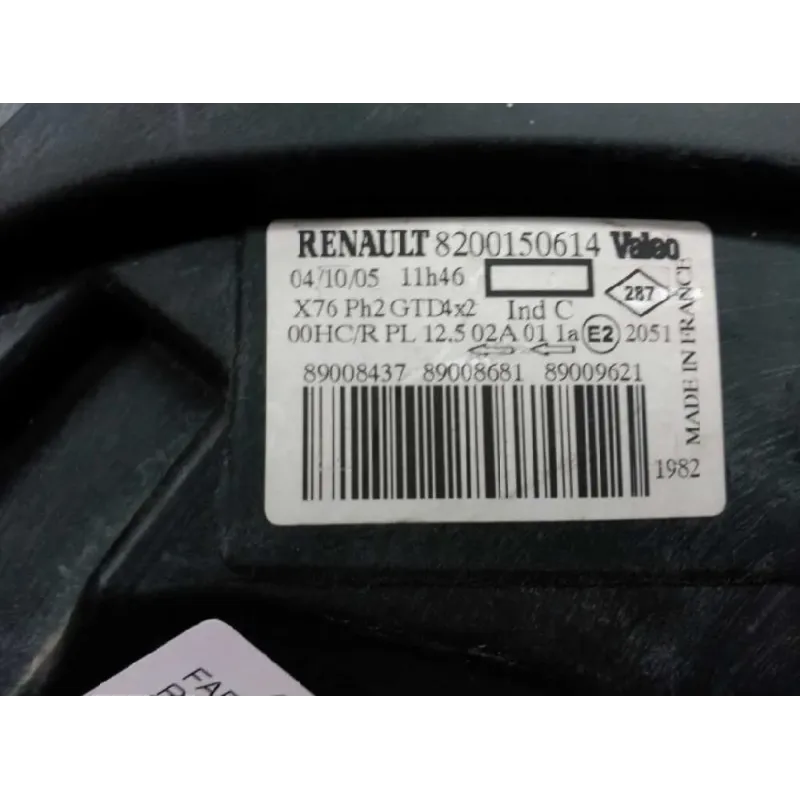 RENAULT 8200150614 Valeo
04/10/05 11h46
287
X76 Ph2 GTD4x2 Ind C
00HC/R PL 12.5 02A 01 1a E2 2051
89008437 89008681 89009621
1982
MADE IN FRANCE